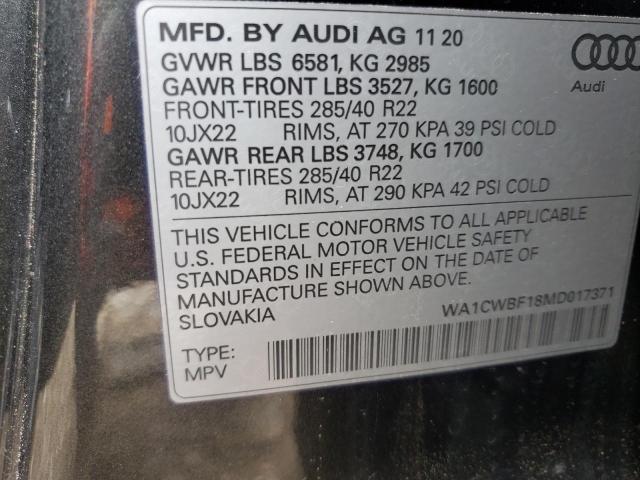 MFD. BY AUDI AG 11 20
GVWR LBS 6581, KG 2985
GAWR FRONT LBS 3527, KG 1600
FRONT-TIRES 285/40 R22
10JX22 RIMS, AT 270 KPA 39 PSI COLD
GAWR REAR LBS 3748, KG 1700
REAR-TIRES 285/40 R22
10JX22 RIMS, AT 290 KPA 42 PSI COLD
THIS VEHICLE CONFORMS TO ALL APPLICABLE
U.S. FEDERAL MOTOR VEHICLE SAFETY
STANDARDS IN EFFECT ON THE DATE OF
MANUFACTURE SHOWN ABOVE.
SLOVAKIA
WA1CWBF18MD017371
TYPE:
MPV
Audi